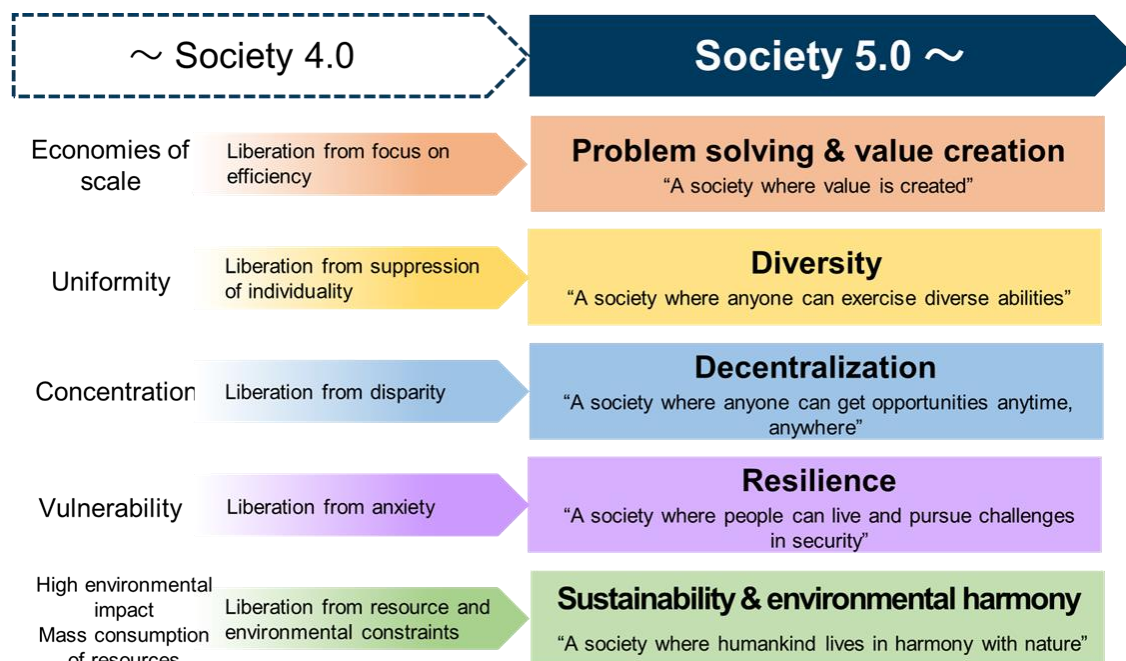 ～ Society 4.0
Society 5.0 ～
Economies of
scale
Liberation from focus on
efficiency
Problem solving & value creation
“A society where value is created”
Uniformity
Liberation from suppression
of individuality
Diversity
“A society where anyone can exercise diverse abilities”
Concentration
Liberation from disparity
Decentralization
“A society where anyone can get opportunities anytime,
anywhere”
Vulnerability
Liberation from anxiety
Resilience
“A society where people can live and pursue challenges
in security”
High environmental
impact
Mass consumption
of resources
Liberation from resource and
environmental constraints
Sustainability & environmental harmony
“A society where humankind lives in harmony with nature”